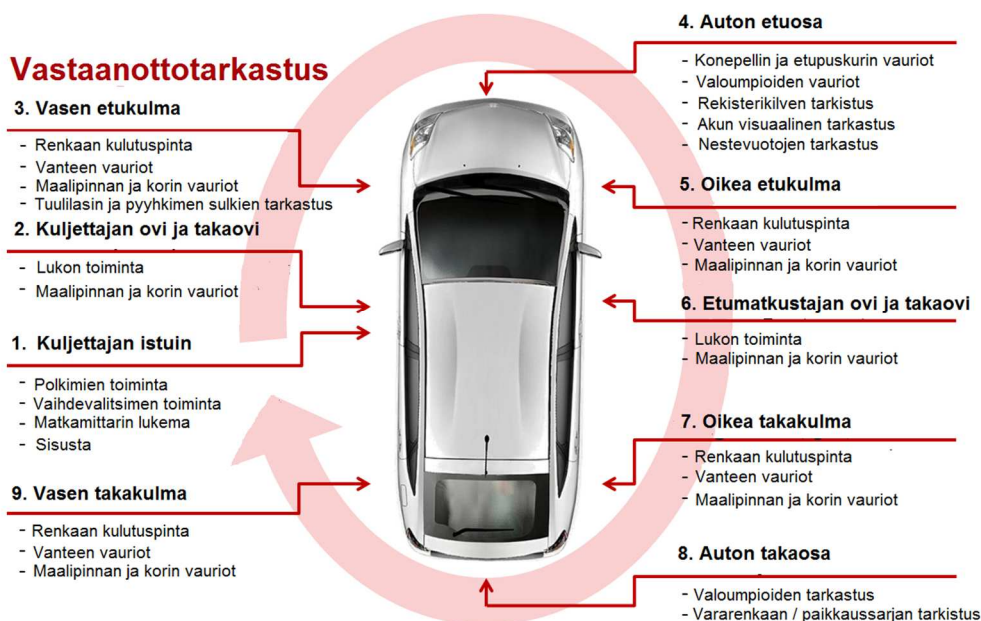 Vastaanottotarkastus
3. Vasen etukulma
- Renkaan kulutuspinta
- Vanteen vauriot
- Maalipinnan ja korin vauriot
- Tuulilasin ja pyyhkimen sulkien tarkastus
2. Kuljettajan ovi ja takaovi
- Lukon toiminta
- Maalipinnan ja korin vauriot
1. Kuljettajan istuin
- Polkimien toiminta
- Vaihdevalitsimen toiminta
- Matkamittarin lukema
- Sisusta
9. Vasen takakulma
- Renkaan kulutuspinta
- Vanteen vauriot
- Maalipinnan ja korin vauriot
4. Auton etuosa
- Konepellin ja etupuskurin vauriot
- Valoumpioiden vauriot
- Rekisterikilven tarkistus
- Akun visuaalinen tarkastus
- Nestevuotojen tarkastus
5. Oikea etukulma
- Renkaan kulutuspinta
- Vanteen vauriot
- Maalipinnan ja korin vauriot
6. Etumatkustajan ovi ja takaovi
- Lukon toiminta
- Maalipinnan ja korin vauriot
7. Oikea takakulma
- Renkaan kulutuspinta
- Vanteen vauriot
- Maalipinnan ja korin vauriot
8. Auton takaosa
- Valoumpioiden tarkastus
- Vararenkaan / paikkaussarjan tarkistus